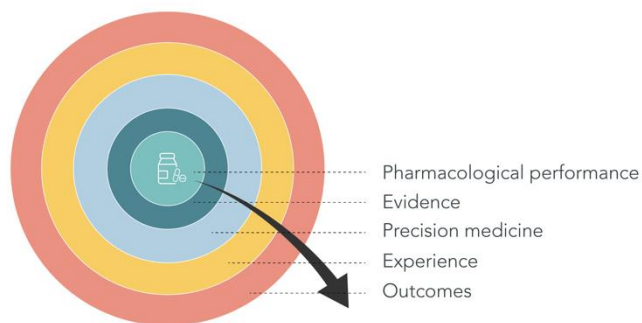 Pharmacological performance
Evidence
Precision medicine
Experience
Outcomes